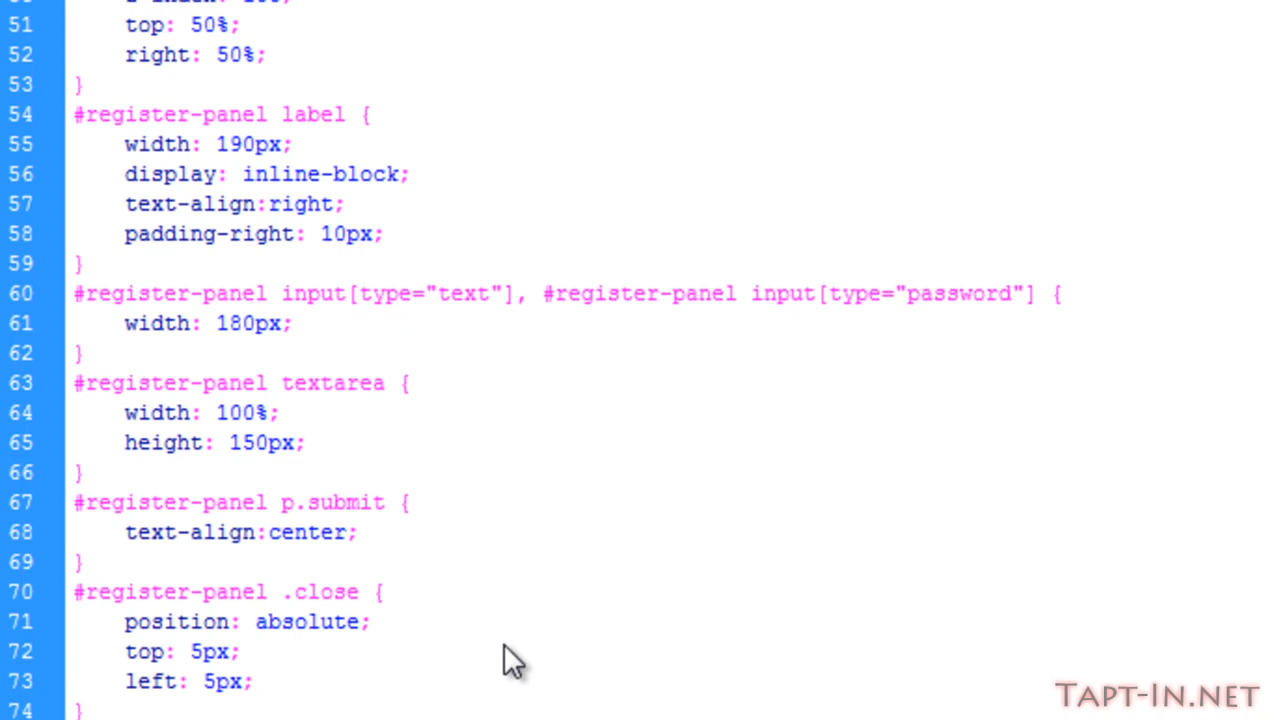 51 top: 50%;
52 right: 50%;
53 }
54 #register-panel label {
55 width: 190px;
56 display: inline-block;
57 text-align:right;
58 padding-right: 10px;
59 }
60 #register-panel input[type="text"], #register-panel input[type="password"] {
61 width: 180px;
62 }
63 #register-panel textarea {
64 width: 100%;
65 height: 150px;
66 }
67 #register-panel p.submit {
68 text-align:center;
69 }
70 #register-panel .close {
71 position: absolute;
72 top: 5px;
73 left: 5px;
74 }
TAPT-IN.NET